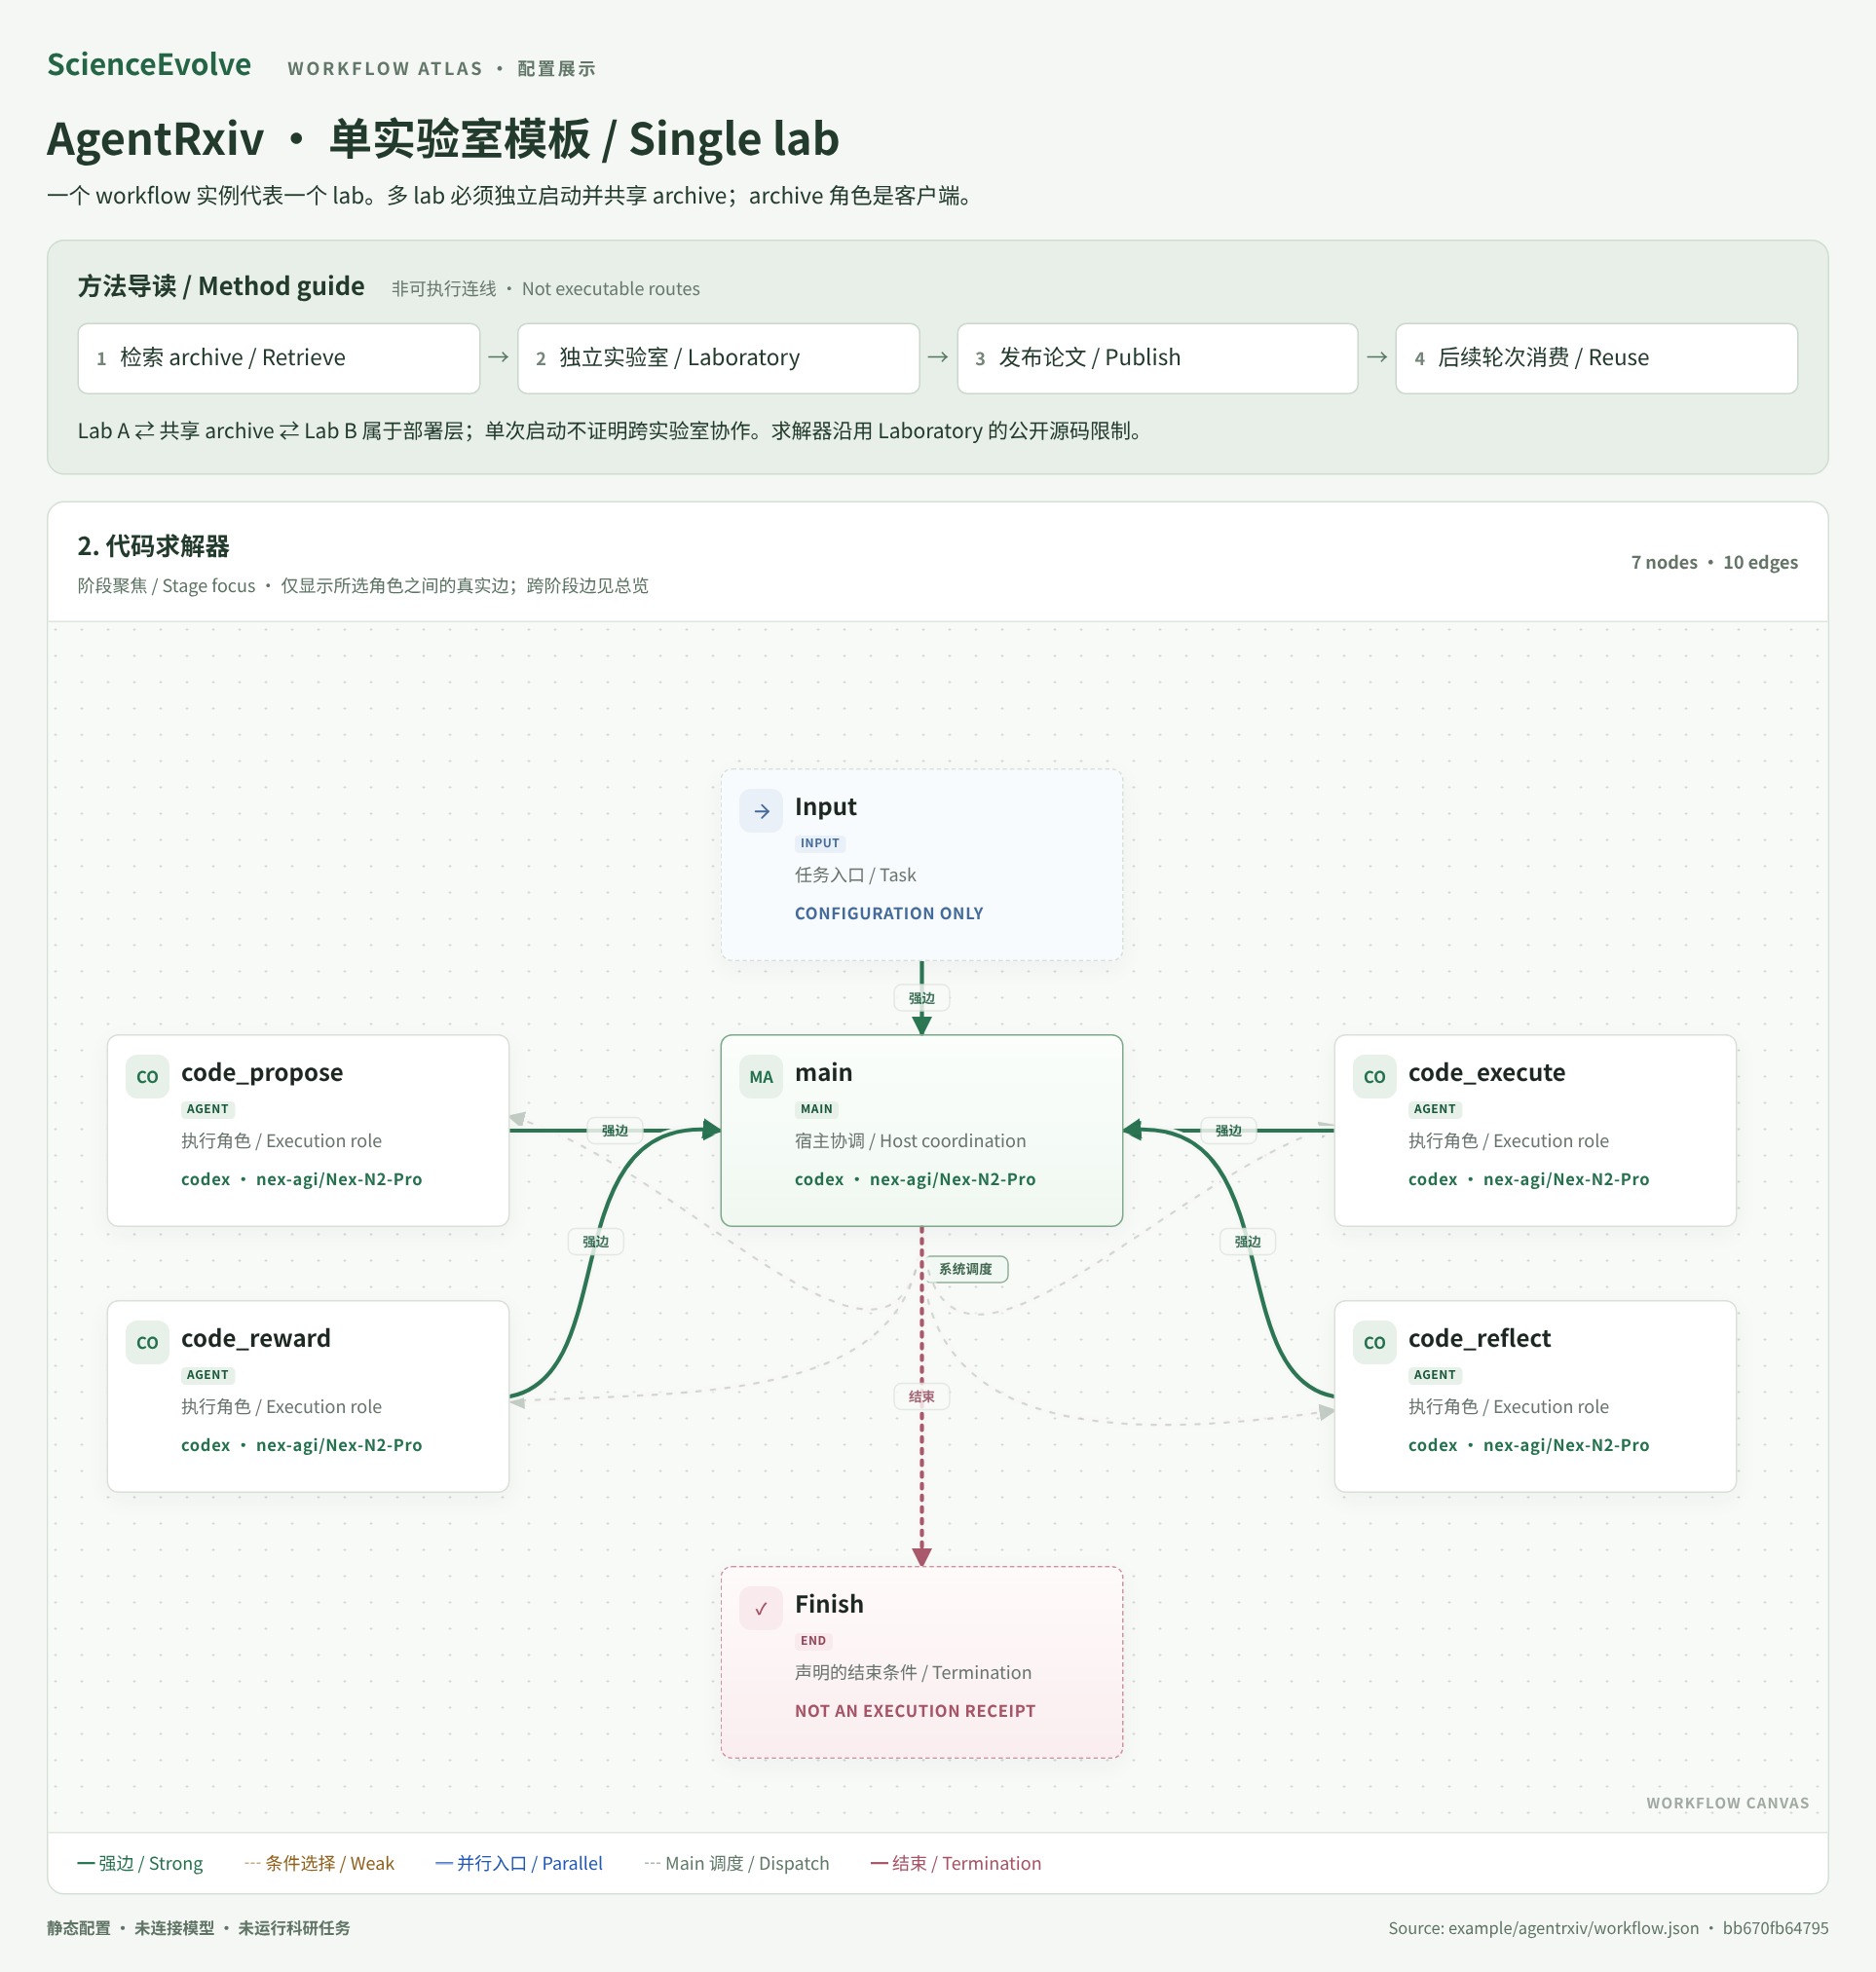 ScienceEvolve WORKFLOW ATLAS • 配置展示
AgentRxiv • 单实验室模板 / Single lab
一个 workflow 实例代表一个 lab。多 lab 必须独立启动并共享 archive；archive 角色是客户端。
方法导读 / Method guide 非可执行连线 • Not executable routes
1 检索 archive / Retrieve → 2 独立实验室 / Laboratory → 3 发布论文 / Publish → 4 后续轮次消费 / Reuse
Lab A ⇄ 共享 archive ⇄ Lab B 属于部署层；单次启动不证明跨实验室协作。求解器沿用 Laboratory 的公开源码限制。
2. 代码求解器
7 nodes • 10 edges
阶段聚焦 / Stage focus • 仅显示所选角色之间的真实边；跨阶段边见总览
→ Input
INPUT
任务入口 / Task
CONFIGURATION ONLY
强边
CO code_propose
AGENT
执行角色 / Execution role
codex • nex-agi/Nex-N2-Pro
强边
MA main
MAIN
宿主协调 / Host coordination
codex • nex-agi/Nex-N2-Pro
强边
CO code_execute
AGENT
执行角色 / Execution role
codex • nex-agi/Nex-N2-Pro
强边
强边
系统调度
CO code_reward
AGENT
执行角色 / Execution role
codex • nex-agi/Nex-N2-Pro
结束
CO code_reflect
AGENT
执行角色 / Execution role
codex • nex-agi/Nex-N2-Pro
✓ Finish
END
声明的结束条件 / Termination
NOT AN EXECUTION RECEIPT
WORKFLOW CANVAS
强边 / Strong 条件选择 / Weak 并行入口 / Parallel Main 调度 / Dispatch 结束 / Termination
静态配置 • 未连接模型 • 未运行科研任务
Source: example/agentrxiv/workflow.json • bb670fb64795